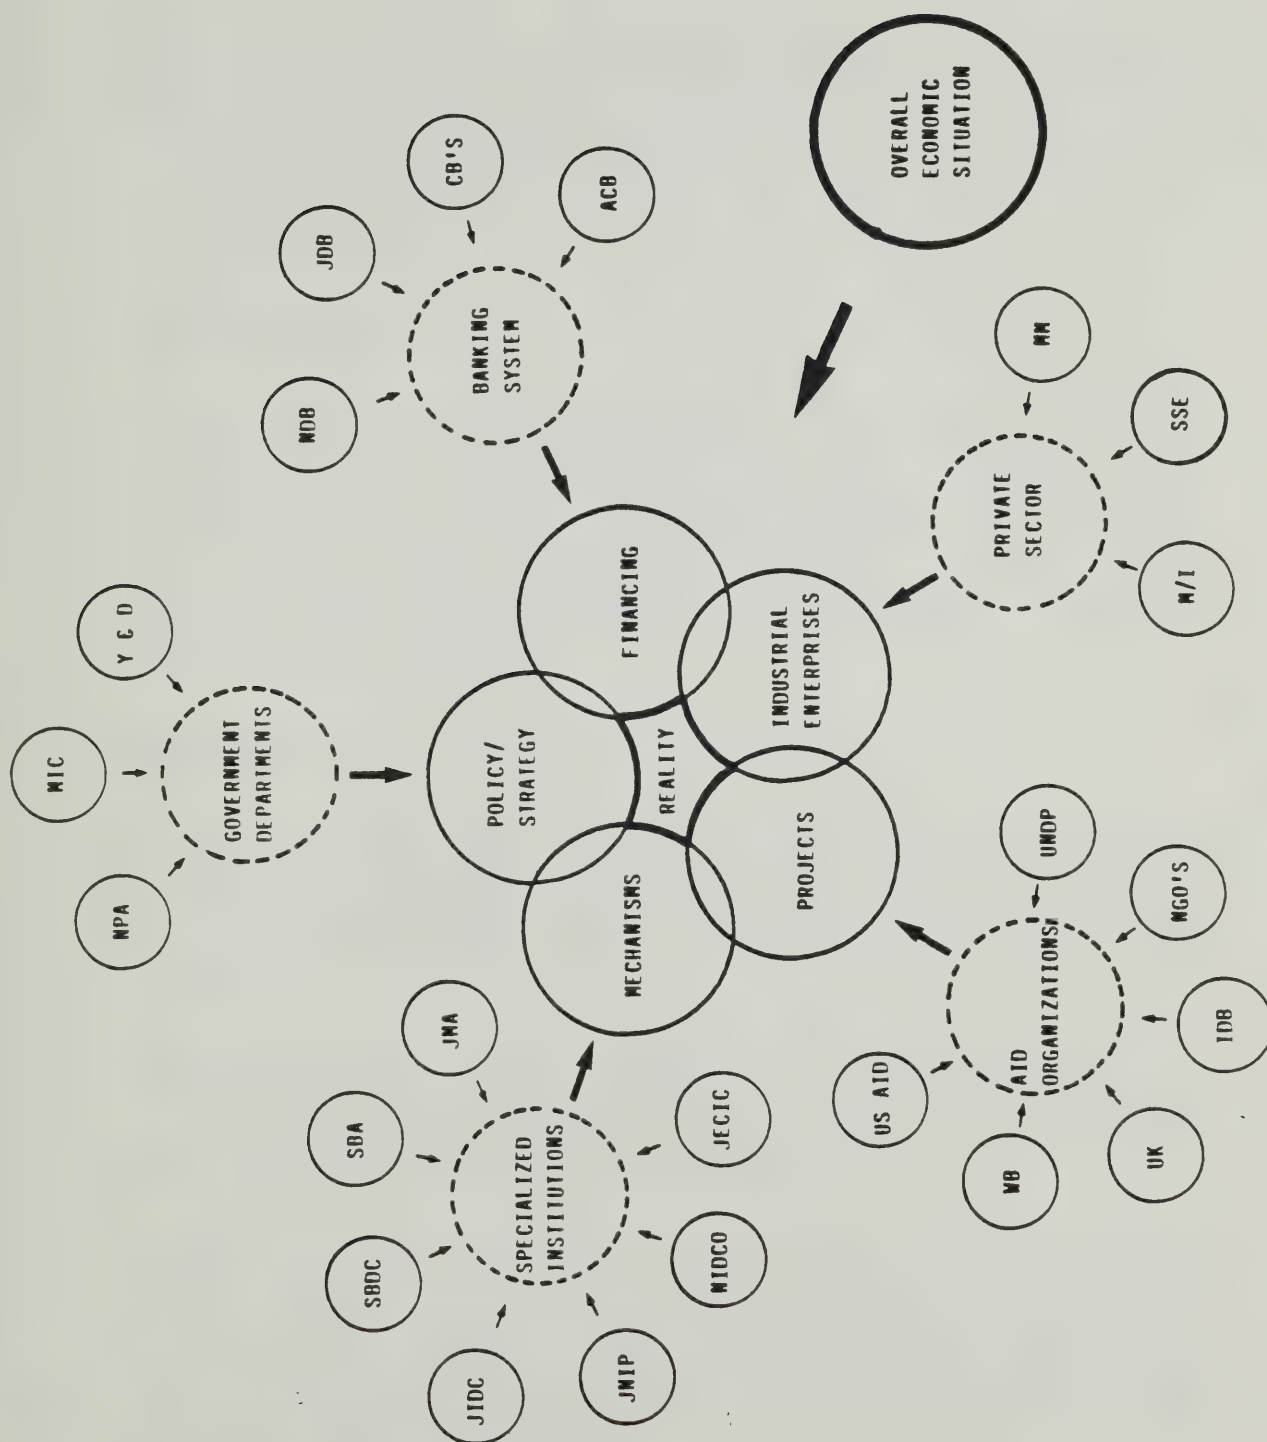 MIC
NPA
Y C D
GOVERNMENT
DEPARTMENTS
NDB
JDB
CB'S
ACB
BANKING
SYSTEM
JMA
SBA
SBDC
JIDC
JNIP
NIDCO
JECIC
SPECIALIZED
INSTITUTIONS
POLICY/
STRATEGY
MECHANISMS
FINANCING
REALITY
PROJECTS
INDUSTRIAL
ENTERPRISES
US AID
WB
UK
IDB
NGO'S
UNDP
AID
ORGANIZATIONS
MM
SSE
M/I
PRIVATE
SECTOR
OVERALL
ECONOMIC
SITUATION